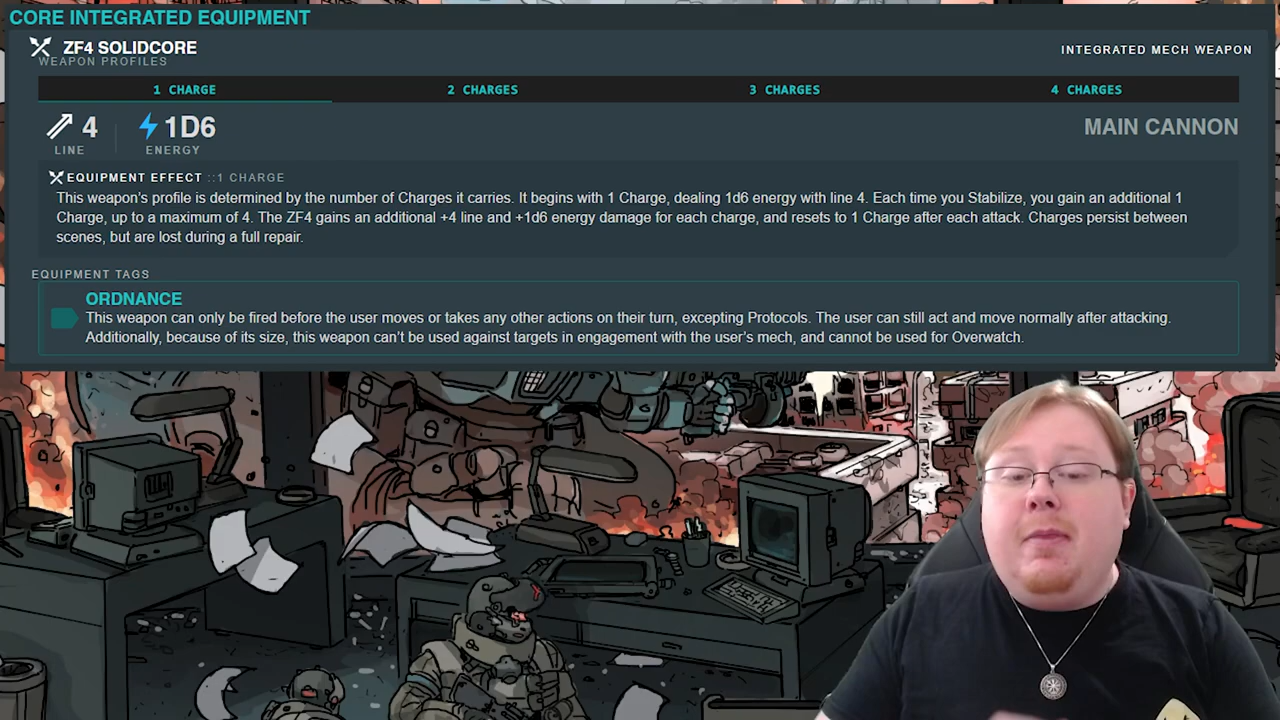 CORE INTEGRATED EQUIPMENT
ZF4 SOLIDCORE
WEAPON PROFILES
INTEGRATED MECH WEAPON
1 CHARGE
2 CHARGES
3 CHARGES
4 CHARGES
4
LINE
1D6
ENERGY
MAIN CANNON
EQUIPMENT EFFECT ::1 CHARGE
This weapon's profile is determined by the number of Charges it carries. It begins with 1 Charge, dealing 1d6 energy with line 4. Each time you Stabilize, you gain an additional 1
Charge, up to a maximum of 4. The ZF4 gains an additional +4 line and +1d6 energy damage for each charge, and resets to 1 Charge after each attack. Charges persist between
scenes, but are lost during a full repair.
EQUIPMENT TAGS
ORDNANCE
This weapon can only be fired before the user moves or takes any other actions on their turn, excepting Protocols. The user can still act and move normally after attacking.
Additionally, because of its size, this weapon can't be used against targets in engagement with the user's mech, and cannot be used for Overwatch.